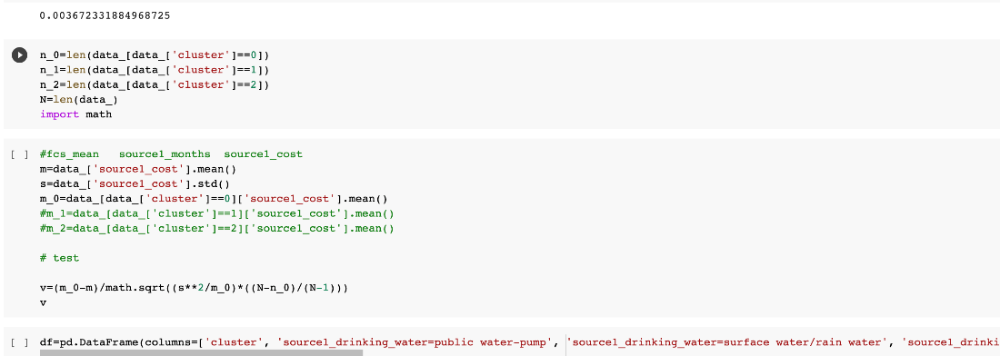 0.003672331884968725
n_0=len(data_[data_['cluster']==0])
n_1=len(data_[data_['cluster']==1])
n_2=len(data_[data_['cluster']==2])
N=len(data_)
import math
[ ] #fcs_mean   source1_months  source1_cost
m=data_['source1_cost'].mean()
s=data_['source1_cost'].std()
m_0=data_[data_['cluster']==0]['source1_cost'].mean()
#m_1=data_[data_['cluster']==1]['source1_cost'].mean()
#m_2=data_[data_['cluster']==2]['source1_cost'].mean()
# test
v=(m_0-m)/math.sqrt((s**2/m_0)*((N-n_0)/(N-1)))
v
[ ] df=pd.DataFrame(columns=['cluster', 'source1_drinking_water=public water-pump', 'source1_drinking_water=surface water/rain water', 'source1_drinki